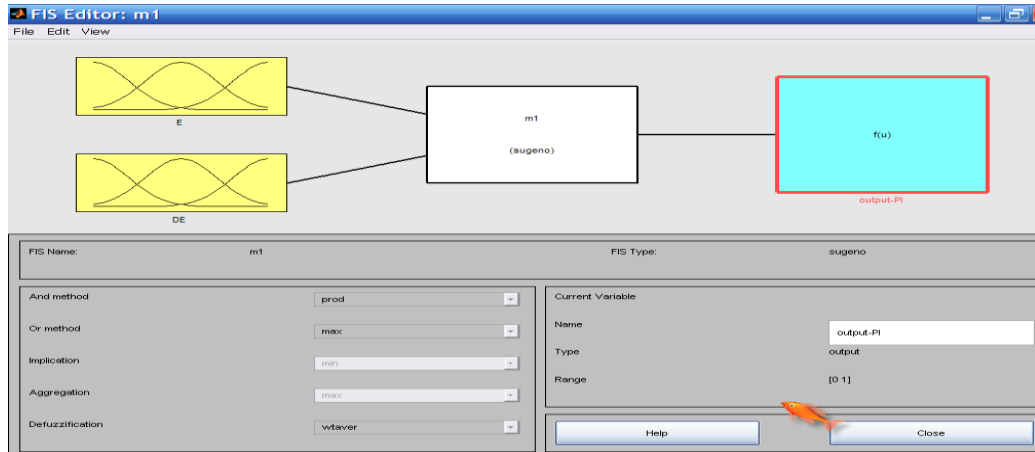 FIS Editor: m1
File Edit View
E
DE
m1
(sugeno)
f(u)
output-PI
FIS Name: m1 FIS Type: sugeno
And method prod
Or method max
Implication min
Aggregation max
Defuzzification wtaver
Current Variable
Name output-PI
Type output
Range [0 1]
Help Close